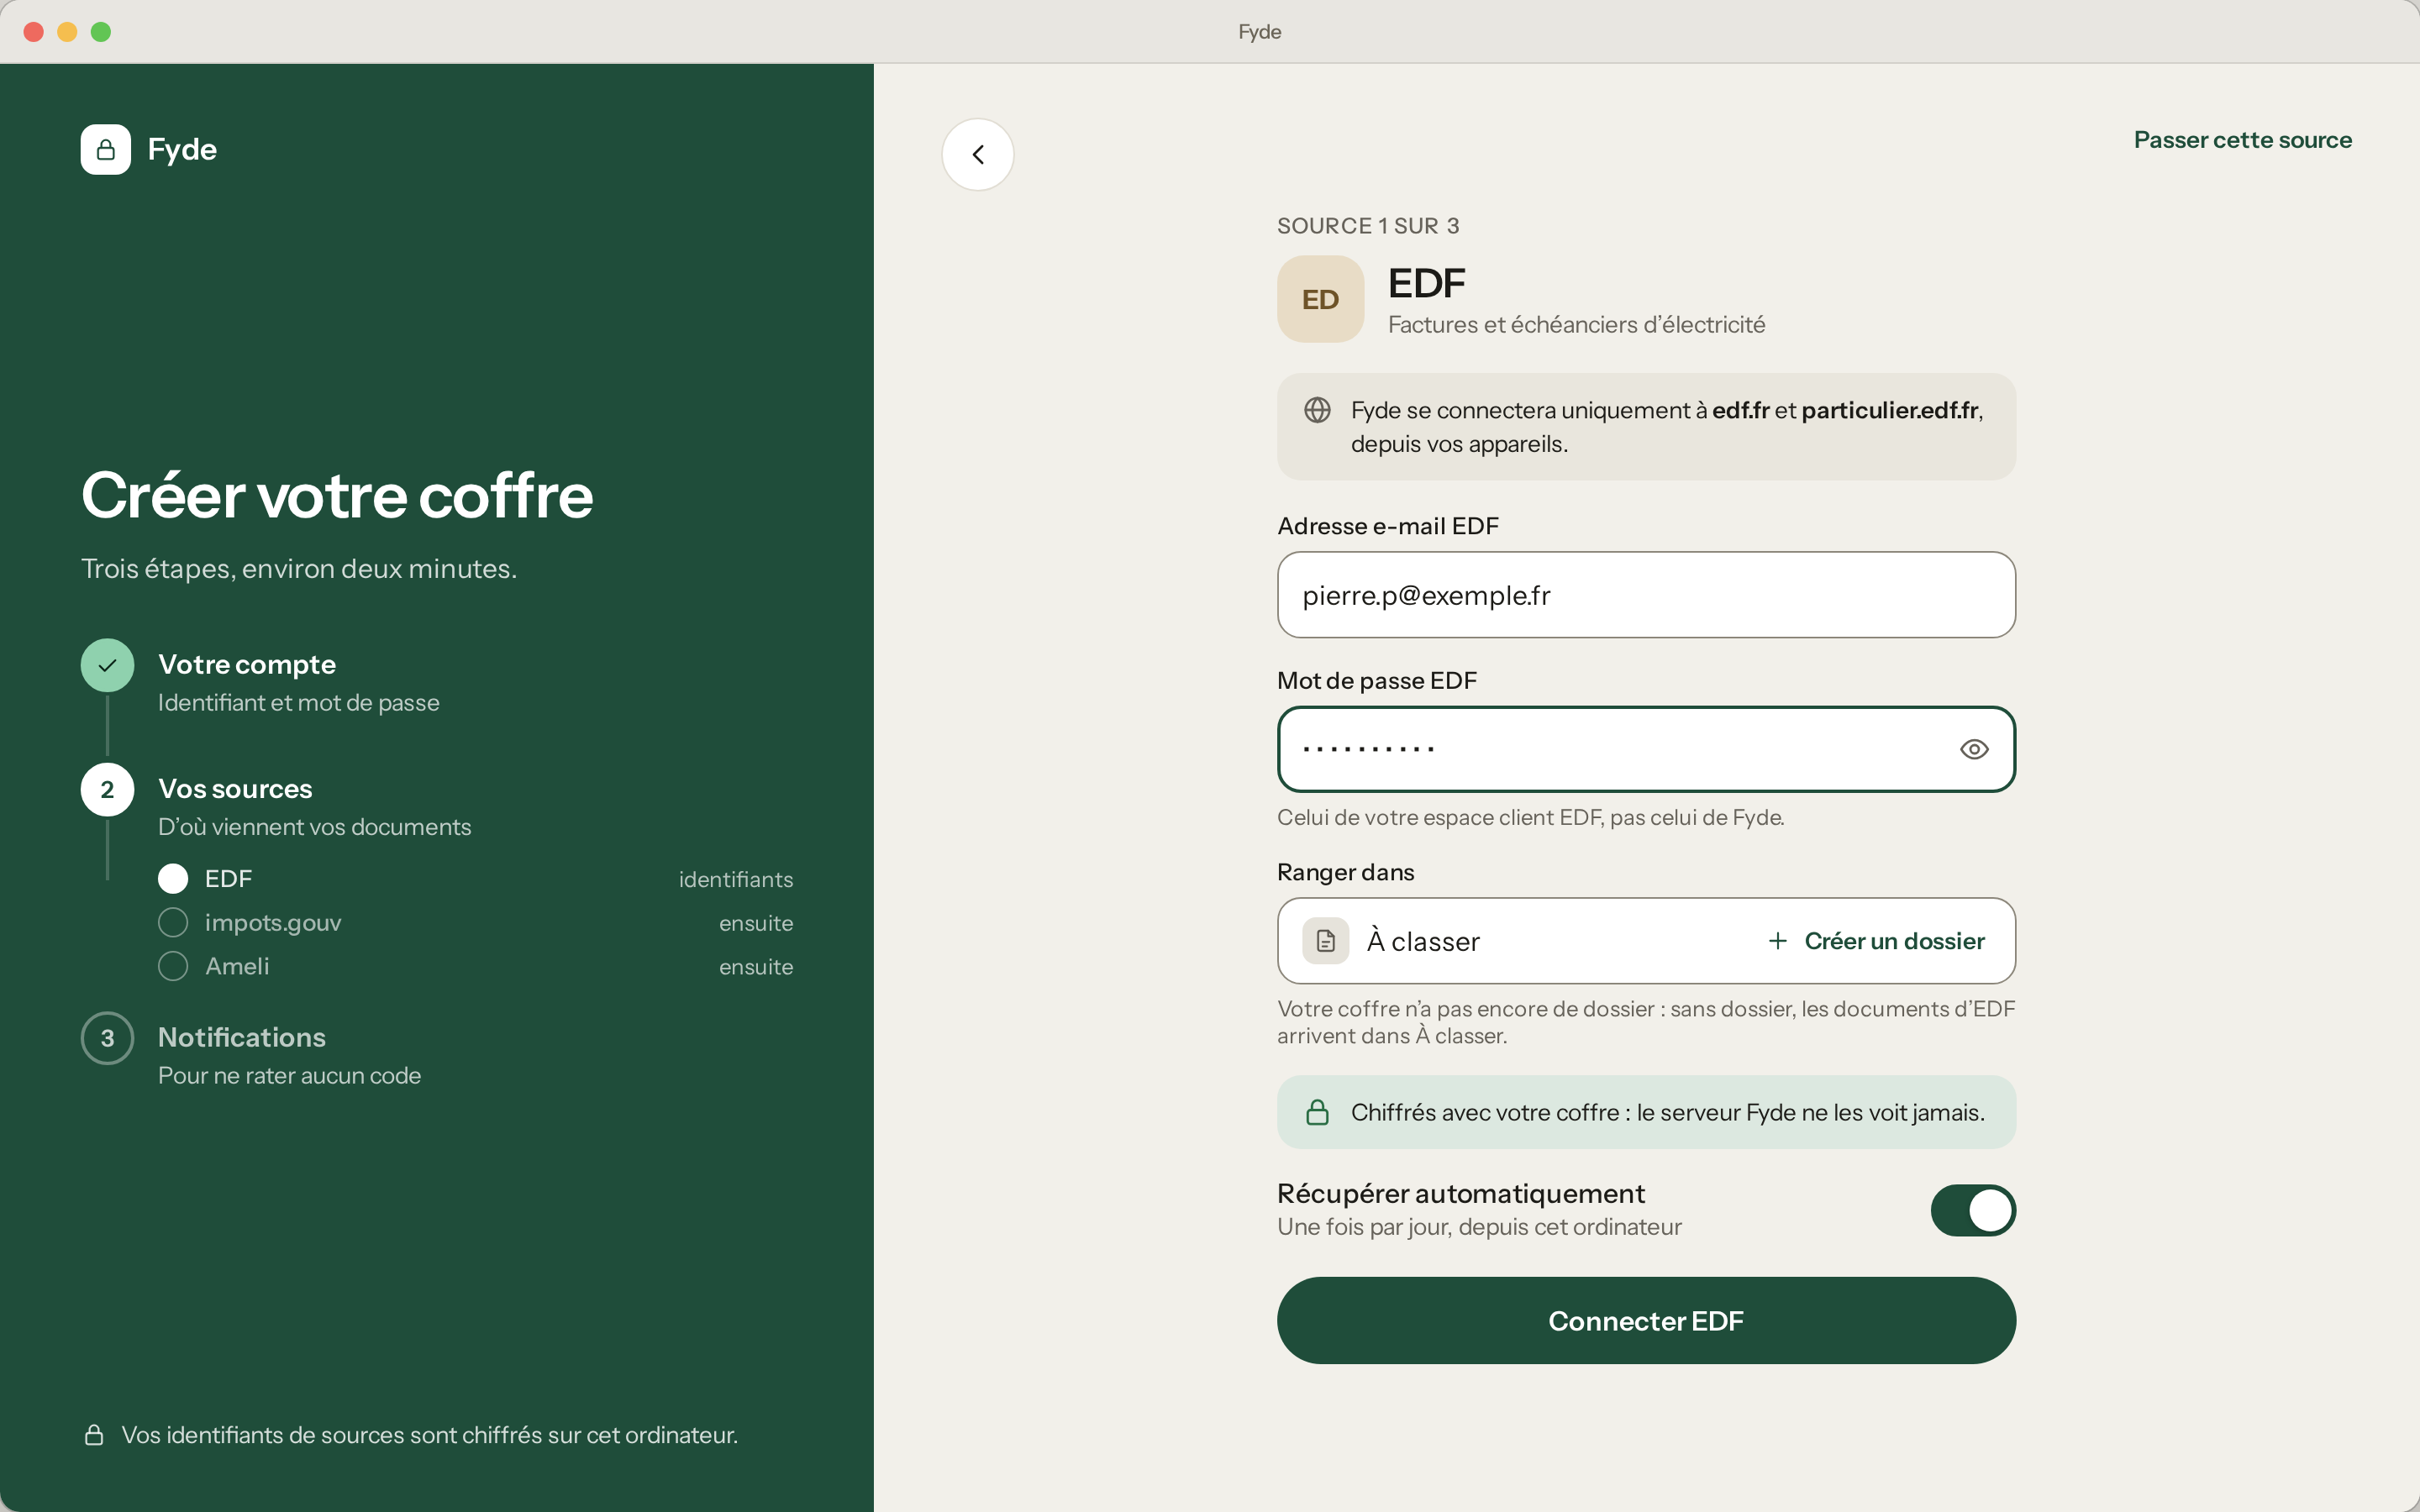 Fyde
Fyde
Créer votre coffre
Trois étapes, environ deux minutes.
Votre compte
Identifiant et mot de passe
2
Vos sources
D’où viennent vos documents
EDF
identifiants
impots.gouv
ensuite
Ameli
ensuite
3
Notifications
Pour ne rater aucun code
Vos identifiants de sources sont chiffrés sur cet ordinateur.
Passer cette source
SOURCE 1 SUR 3
ED
EDF
Factures et échéanciers d’électricité
Fyde se connectera uniquement à edf.fr et particulier.edf.fr,
depuis vos appareils.
Adresse e-mail EDF
pierre.p@exemple.fr
Mot de passe EDF
··········
Celui de votre espace client EDF, pas celui de Fyde.
Ranger dans
À classer
+ Créer un dossier
Votre coffre n’a pas encore de dossier : sans dossier, les documents d’EDF
arrivent dans À classer.
Chiffrés avec votre coffre : le serveur Fyde ne les voit jamais.
Récupérer automatiquement
Une fois par jour, depuis cet ordinateur
Connecter EDF